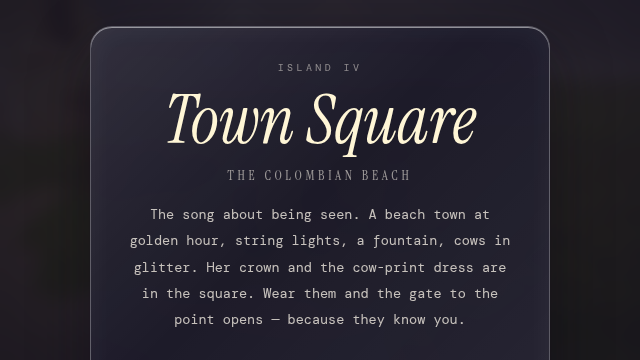 ISLAND IV
Town Square
THE COLOMBIAN BEACH
The song about being seen. A beach town at
golden hour, string lights, a fountain, cows in
glitter. Her crown and the cow-print dress are
in the square. Wear them and the gate to the
point opens — because they know you.